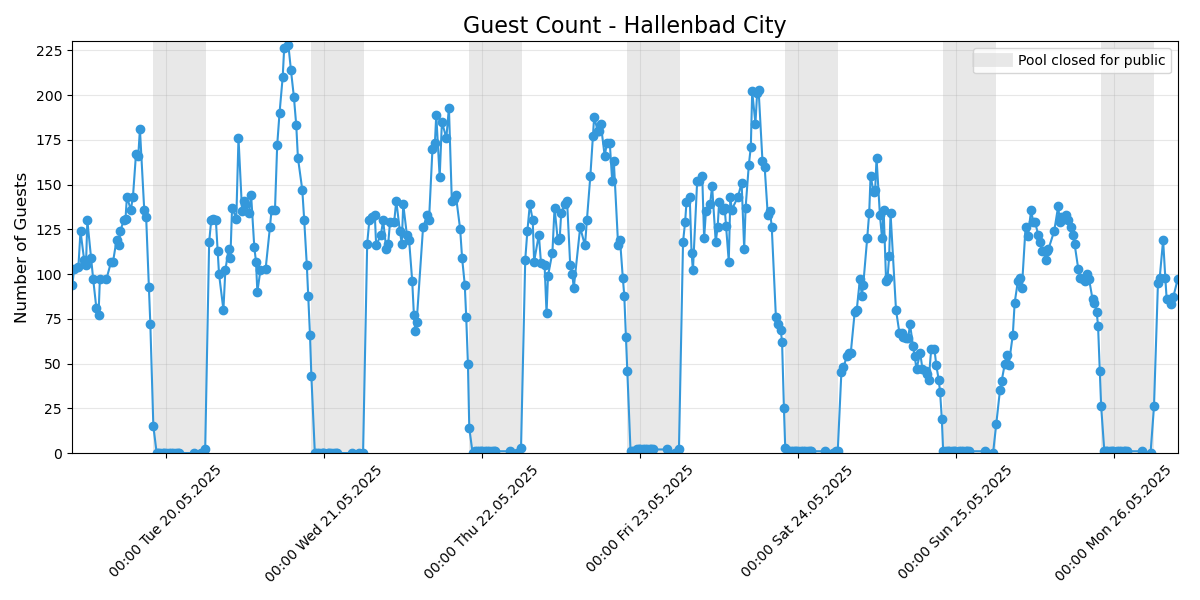 Guest Count - Hallenbad City
Pool closed for public
Number of Guests
225
200
175
150
125
100
75
50
25
0
00:00 Tue 20.05.2025
00:00 Wed 21.05.2025
00:00 Thu 22.05.2025
00:00 Fri 23.05.2025
00:00 Sat 24.05.2025
00:00 Sun 25.05.2025
00:00 Mon 26.05.2025